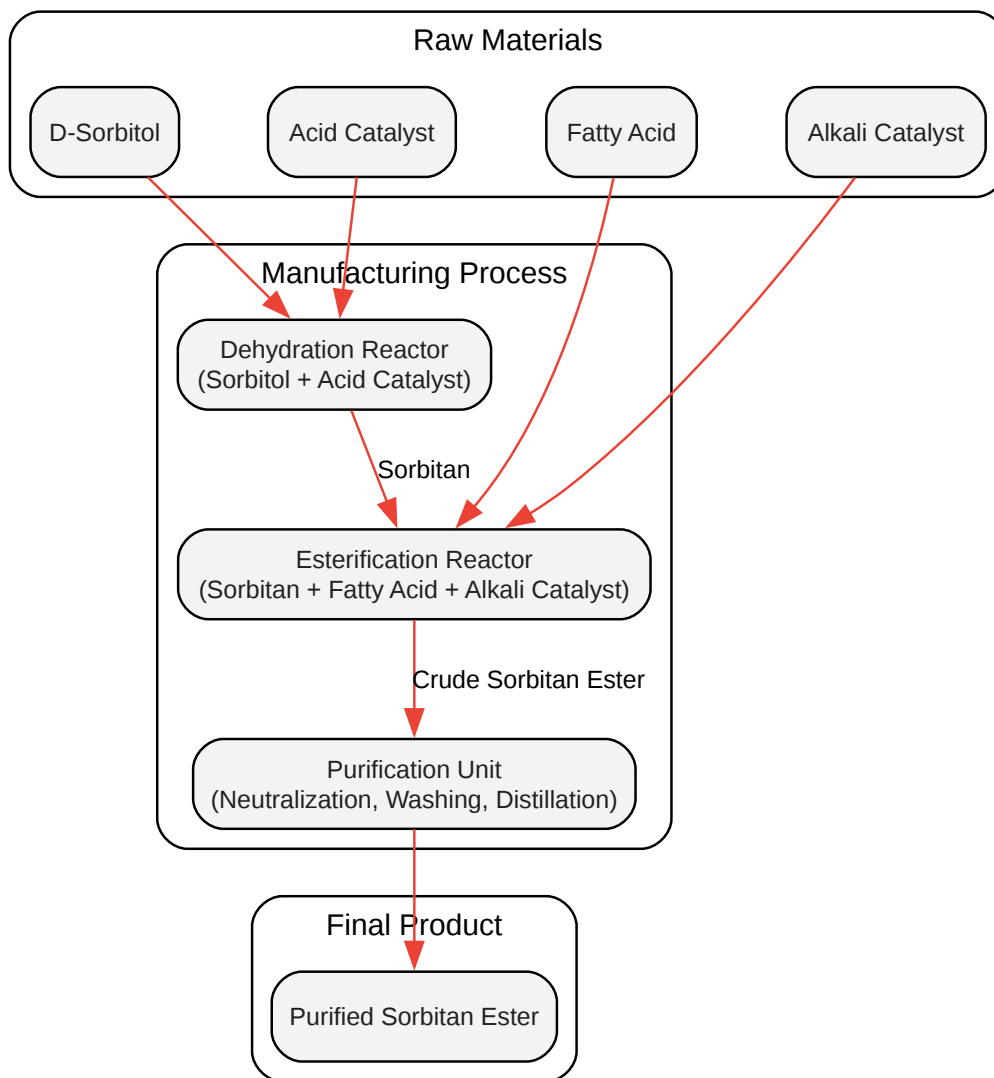 Raw Materials
D-Sorbitol
Acid Catalyst
Fatty Acid
Alkali Catalyst
Manufacturing Process
Dehydration Reactor
(Sorbitol + Acid Catalyst)
Sorbitan
Esterification Reactor
(Sorbitan + Fatty Acid + Alkali Catalyst)
Crude Sorbitan Ester
Purification Unit
(Neutralization, Washing, Distillation)
Final Product
Purified Sorbitan Ester